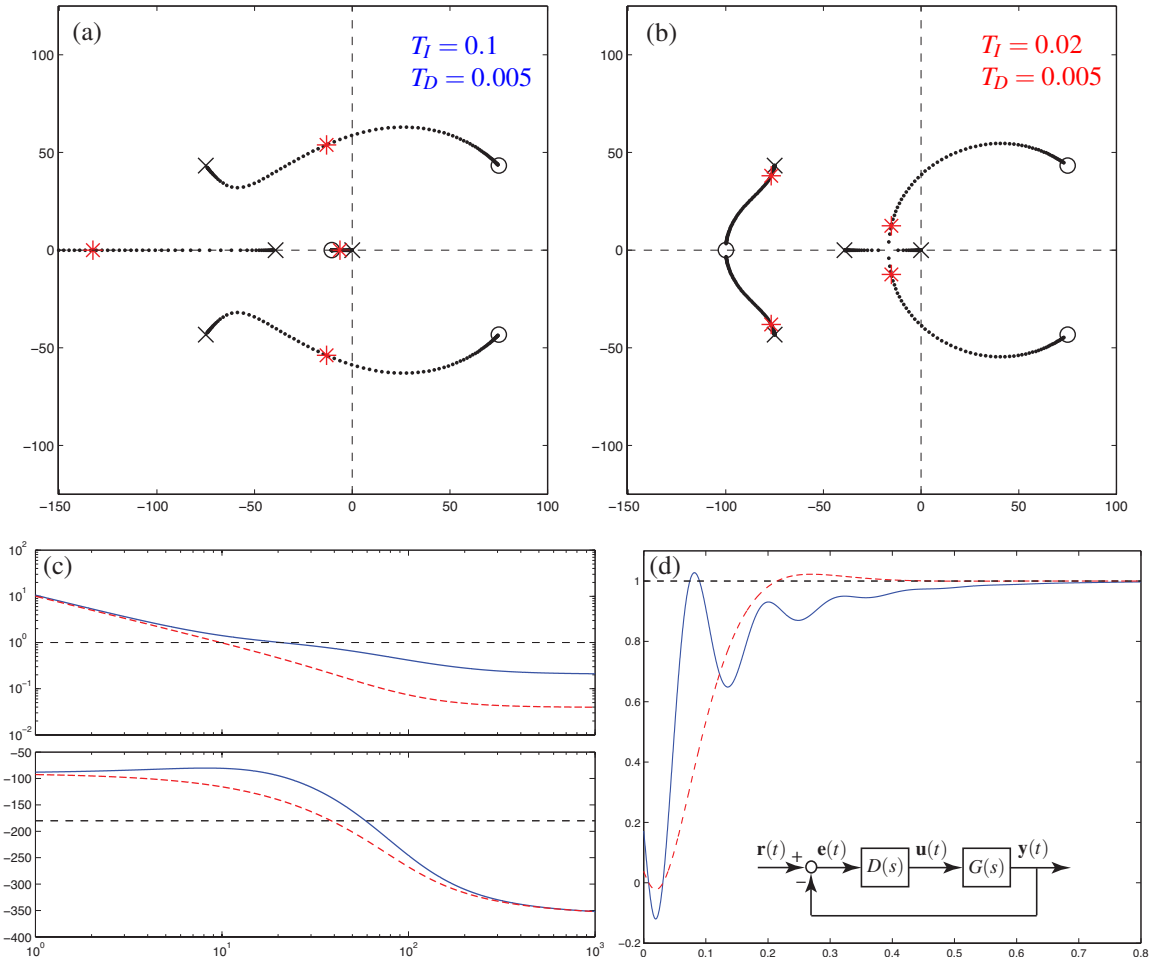 (a)
T_I = 0.1
T_D = 0.005
100
50
0
−50
−100
−150 −100 −50 0 50 100
(b)
T_I = 0.02
T_D = 0.005
100
50
0
−50
−100
−150 −100 −50 0 50 100
(c)
10^2
10^1
10^0
10^−1
10^−2
−50
−100
−150
−200
−250
−300
−350
−400
10^0 10^1 10^2 10^3
(d)
1
0.8
0.6
0.4
0.2
0
−0.2
0 0.1 0.2 0.3 0.4 0.5 0.6 0.7 0.8
r(t) + − e(t) D(s) u(t) G(s) y(t)